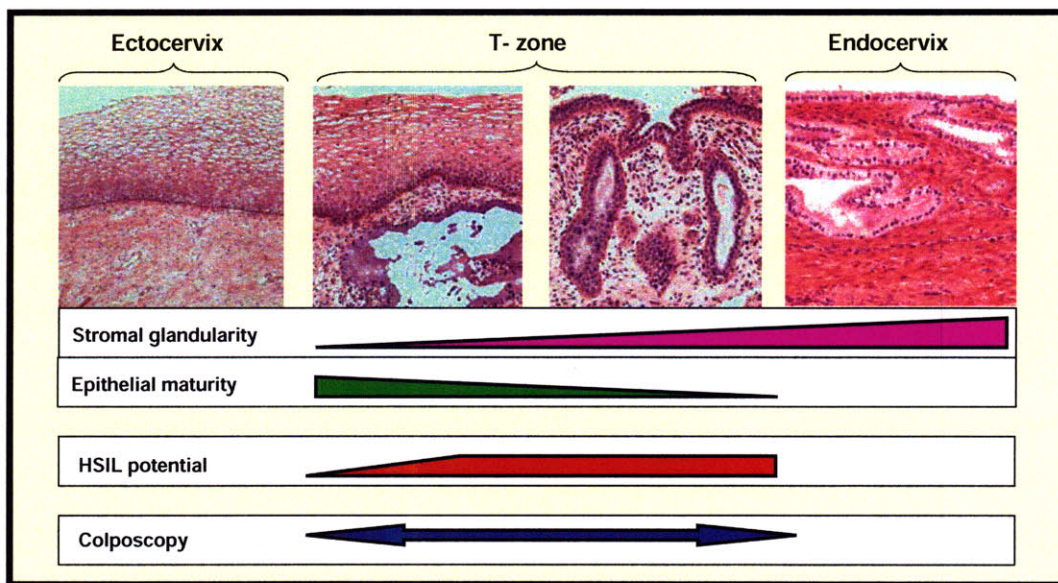 Ectocervix
T- zone
Endocervix
Stromal glandularity
Epithelial maturity
HSIL potential
Colposcopy